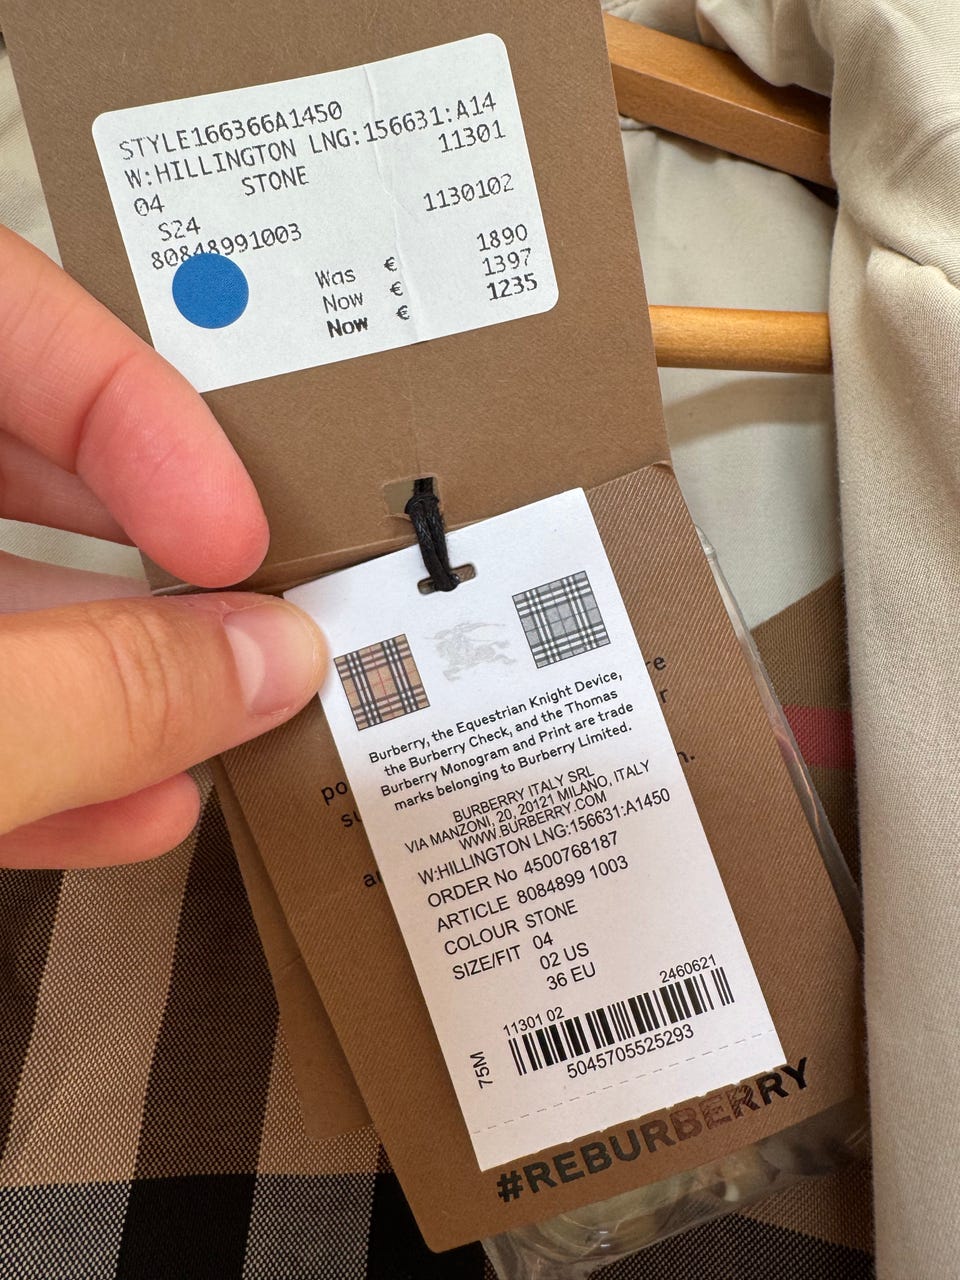 STYLE166366A1450
W:HILLINGTON LNG:156631:A14
04 STONE 11301
S24 1130102
80848991003
Was € 1890
Now € 1397
Now € 1235
Burberry, the Equestrian Knight Device,
the Burberry Check, and the Thomas
Burberry Monogram and Print are trade
marks belonging to Burberry Limited.
BURBERRY ITALY SRL
VIA MANZONI, 20, 20121 MILANO, ITALY
WWW.BURBERRY.COM
W:HILLINGTON LNG:156631:A1450
ORDER No 4500768187
ARTICLE 8084899 1003
COLOUR STONE
SIZE/FIT 04
02 US
36 EU
11301 02 2460621
75M
5045705525293
#REBURBERRY